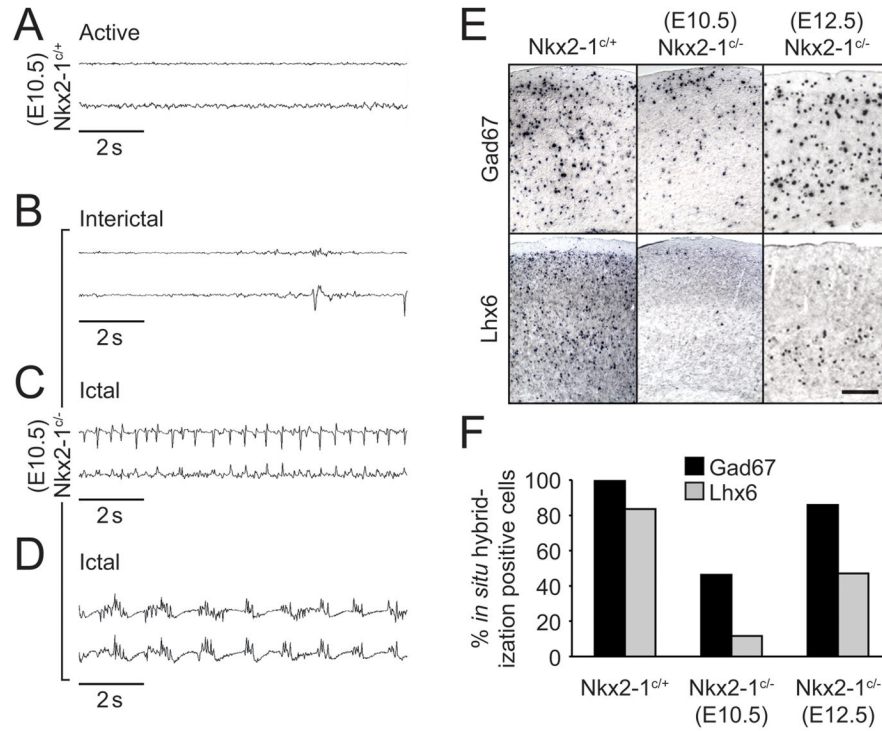 A
Active
(E10.5)
Nkx2-1c/+
2 s
B
Interictal
2 s
C
Ictal
(E10.5)
Nkx2-1c/-
2 s
D
Ictal
2 s
E
Nkx2-1c/+
(E10.5)
Nkx2-1c/-
(E12.5)
Nkx2-1c/-
Gad67
Lhx6
F
Gad67
Lhx6
% in situ hybrid-
ization positive cells
100
80
60
40
20
0
Nkx2-1c/+
Nkx2-1c/-
(E10.5)
Nkx2-1c/-
(E12.5)